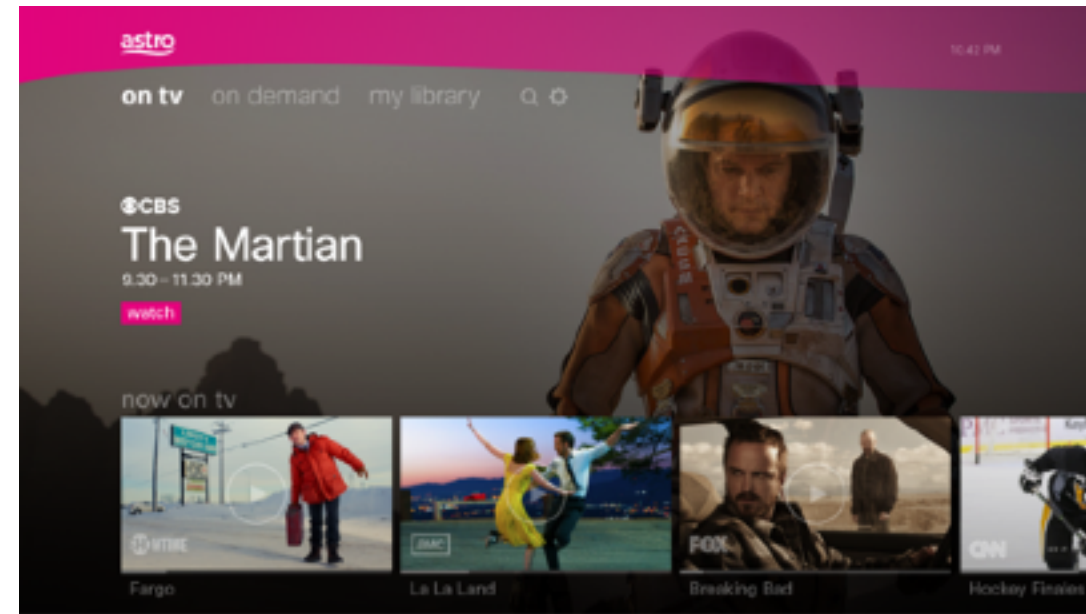 astro
10:42 PM
on tv on demand my library
CBS
The Martian
9.30 – 11.30 PM
watch
now on tv
SHOWTIME
AMC
FOX
CNN
Fargo
La La Land
Breaking Bad
Hockey Finales